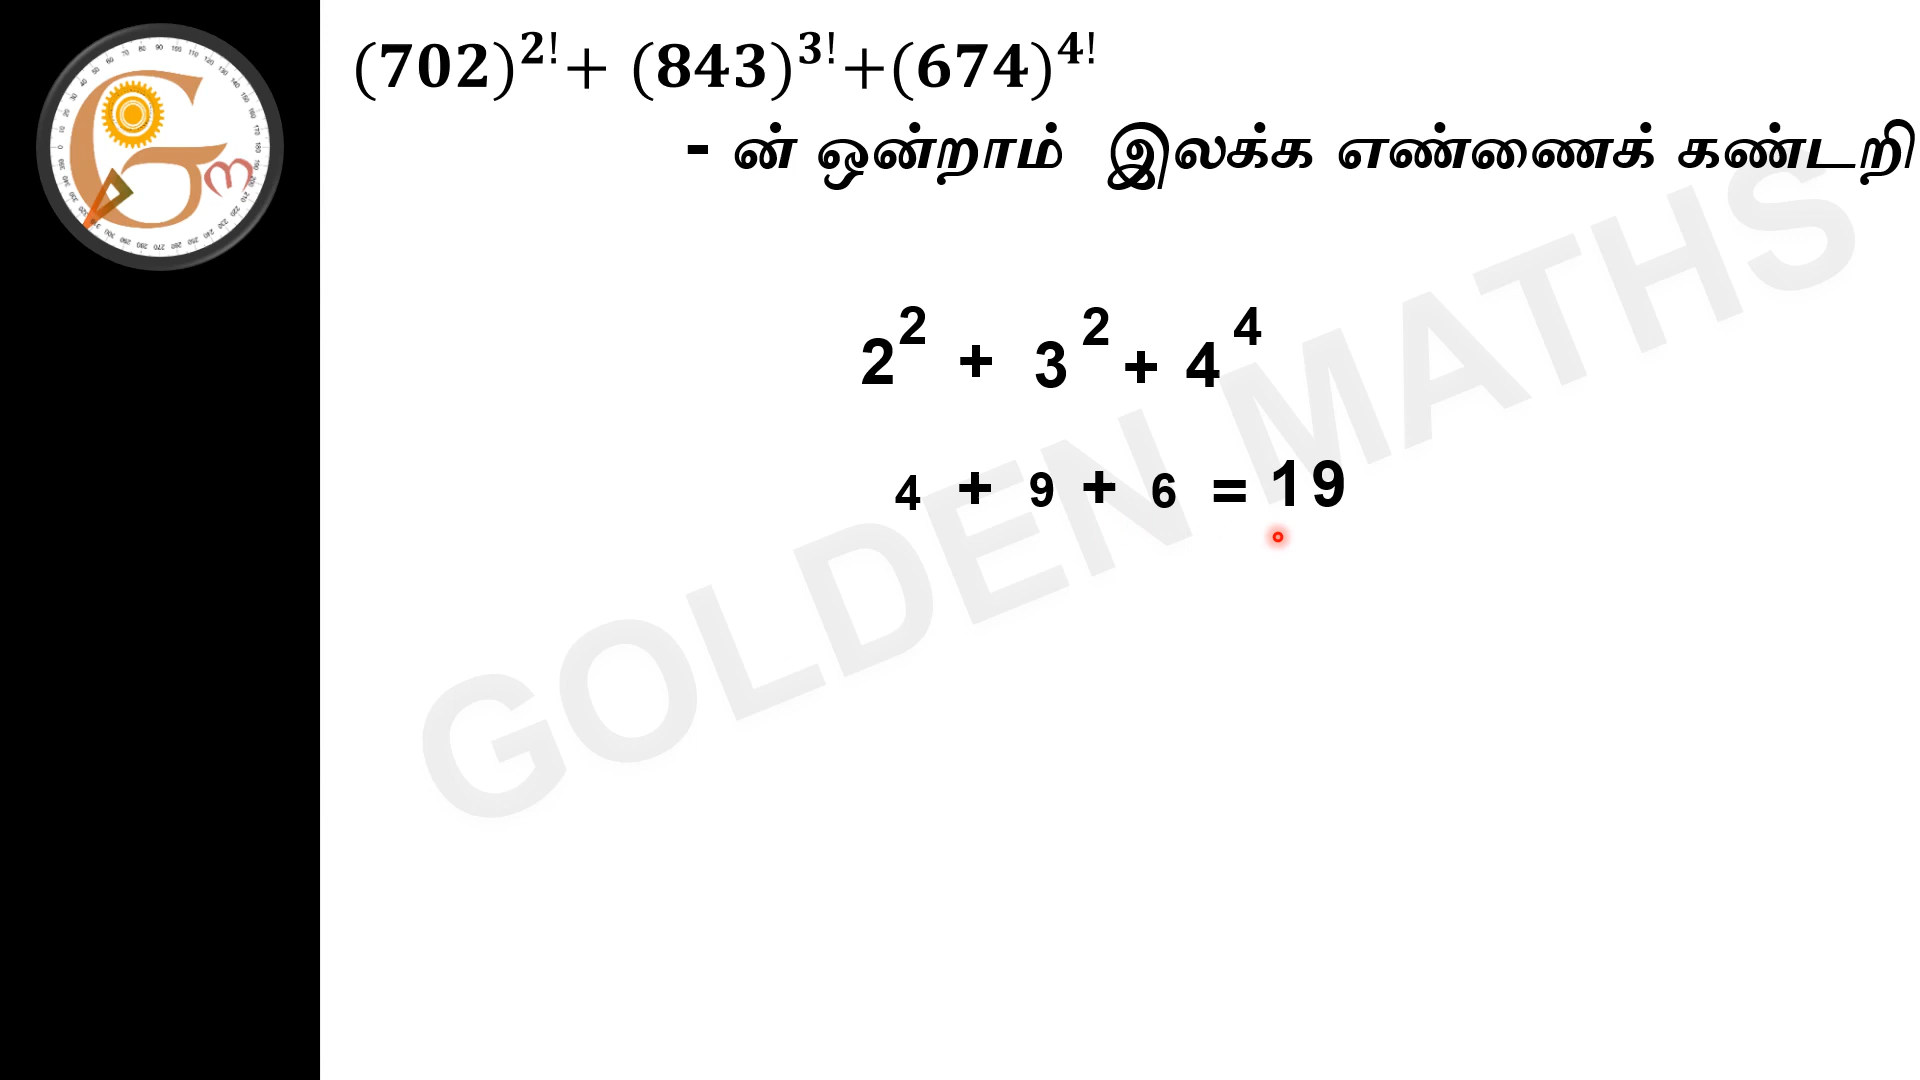 (702)^2!+ (843)^3!+(674)^4!
- ன் ஒன்றாம் இலக்க எண்ணைக் கண்டறி
2^2 + 3^2 + 4^4
4 + 9 + 6 = 19
GOLDEN MATHS